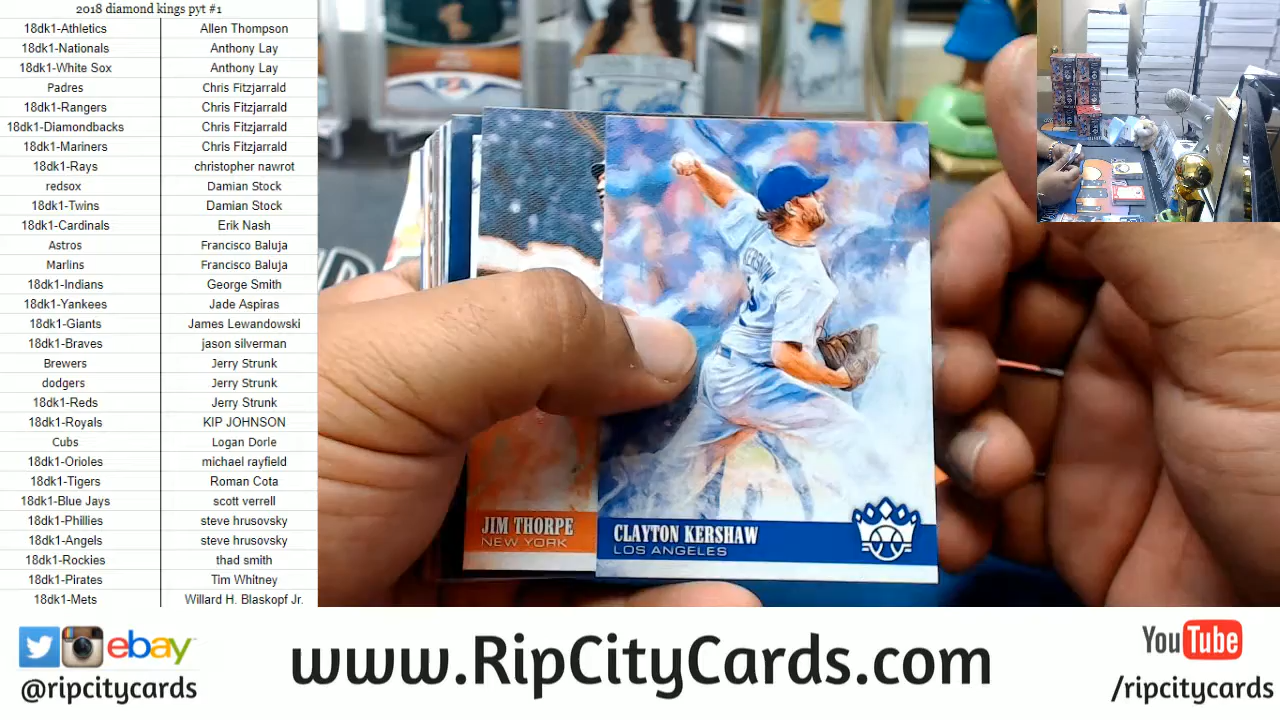 2018 diamond kings pyt #1
18dk1-Athletics Allen Thompson
18dk1-Nationals Anthony Lay
18dk1-White Sox Anthony Lay
Padres Chris Fitzjarrald
18dk1-Rangers Chris Fitzjarrald
18dk1-Diamondbacks Chris Fitzjarrald
18dk1-Mariners Chris Fitzjarrald
18dk1-Rays christopher nawrot
redsox Damian Stock
18dk1-Twins Damian Stock
18dk1-Cardinals Erik Nash
Astros Francisco Baluja
Marlins Francisco Baluja
18dk1-Indians George Smith
18dk1-Yankees Jade Aspiras
18dk1-Giants James Lewandowski
18dk1-Braves jason silverman
Brewers Jerry Strunk
dodgers Jerry Strunk
18dk1-Reds Jerry Strunk
18dk1-Royals KIP JOHNSON
Cubs Logan Dorle
18dk1-Orioles michael rayfield
18dk1-Tigers Roman Cota
18dk1-Blue Jays scott verrell
18dk1-Phillies steve hrusovsky
18dk1-Angels steve hrusovsky
18dk1-Rockies thad smith
18dk1-Pirates Tim Whitney
18dk1-Mets Willard H. Blaskopf Jr.
KERSHAW
JIM THORPE
NEW YORK
CLAYTON KERSHAW
LOS ANGELES
ebay
@ripcitycards
www.RipCityCards.com
YouTube
/ripcitycards